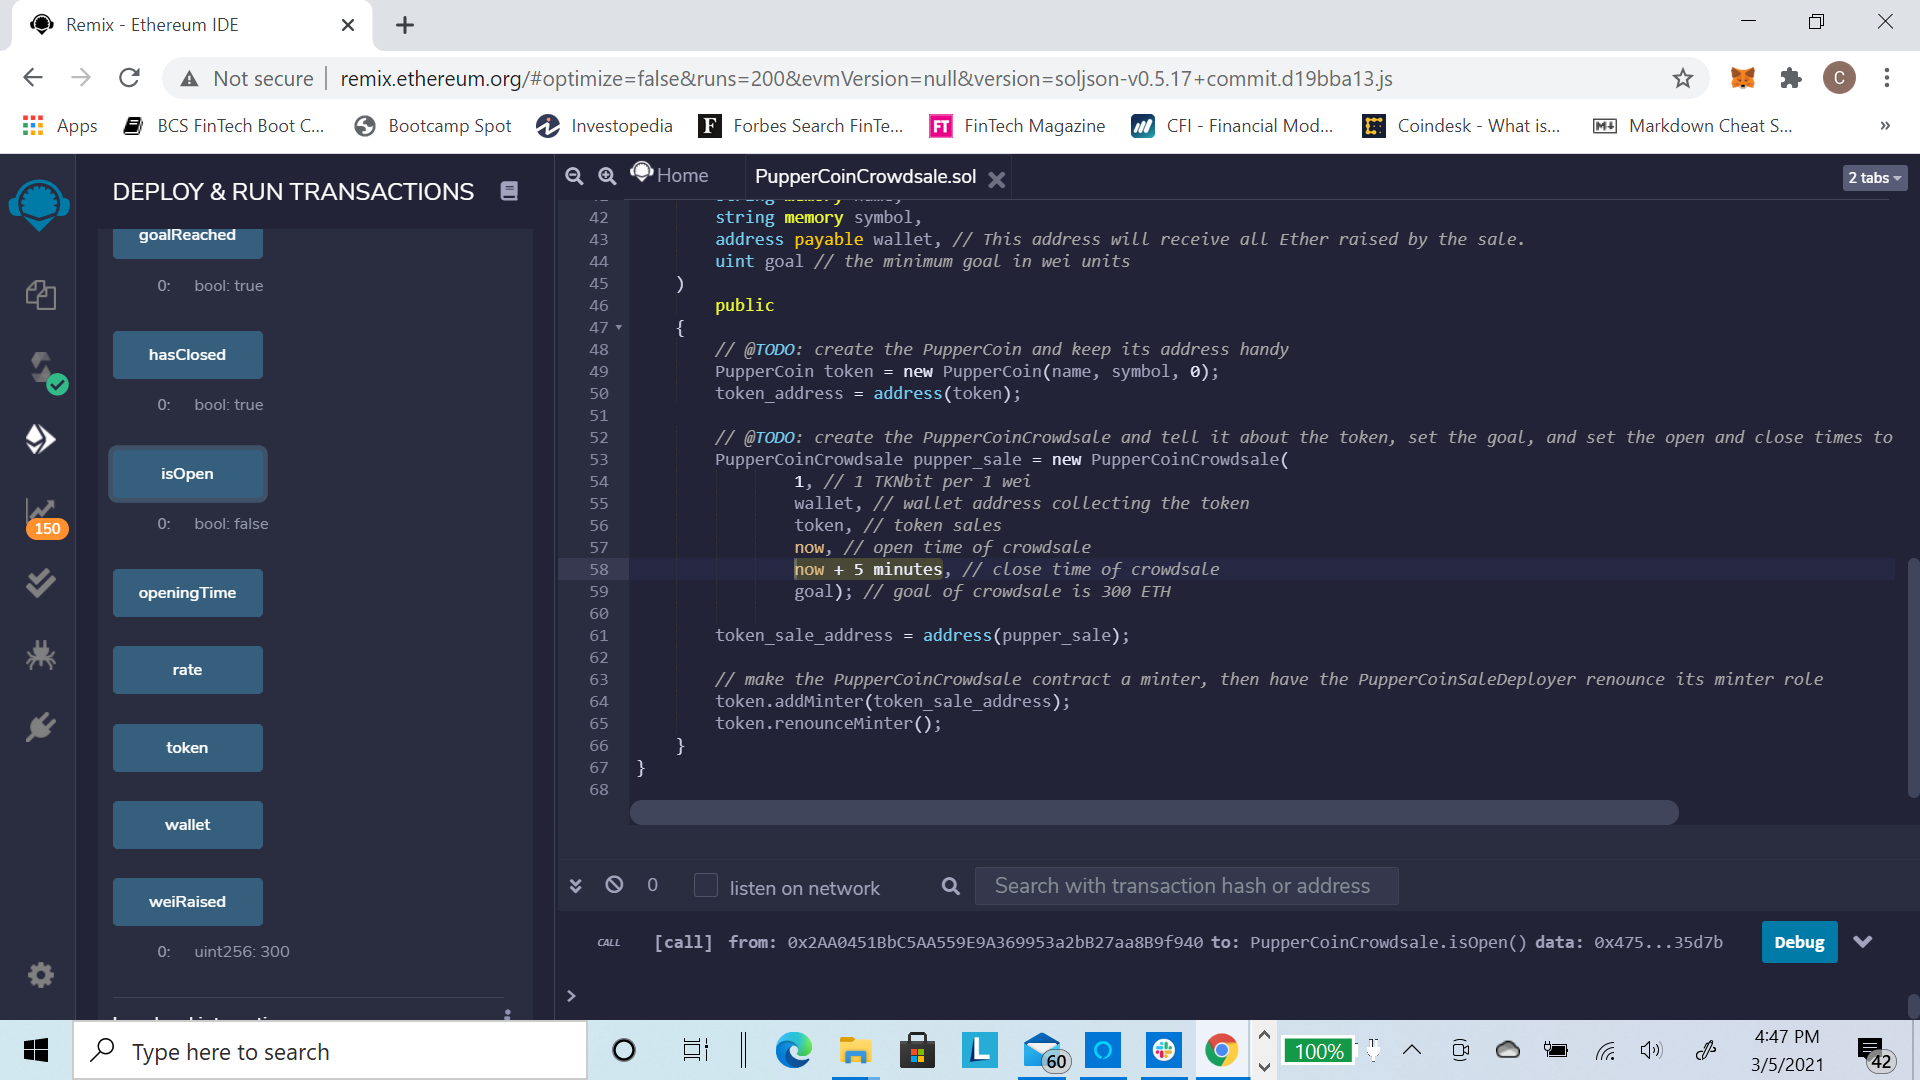 Remix - Ethereum IDE
Not secure
remix.ethereum.org/#optimize=false&runs=200&evmVersion=null&version=soljson-v0.5.17+commit.d19bba13.js
C
Apps
BCS FinTech Boot C...
Bootcamp Spot
Investopedia
F
Forbes Search FinTe...
FT
FinTech Magazine
CFI - Financial Mod...
Coindesk - What is...
Markdown Cheat S...
»
DEPLOY & RUN TRANSACTIONS
goalReached
0: bool: true
hasClosed
0: bool: true
isOpen
0: bool: false
150
openingTime
rate
token
wallet
weiRaised
0: uint256: 300
Home
PupperCoinCrowdsale.sol
2 tabs
42 string memory symbol,
43 address payable wallet, // This address will receive all Ether raised by the sale.
44 uint goal // the minimum goal in wei units
45 )
46 public
47 {
48 // @TODO: create the PupperCoin and keep its address handy
49 PupperCoin token = new PupperCoin(name, symbol, 0);
50 token_address = address(token);
51
52 // @TODO: create the PupperCoinCrowdsale and tell it about the token, set the goal, and set the open and close times to
53 PupperCoinCrowdsale pupper_sale = new PupperCoinCrowdsale(
54 1, // 1 TKNbit per 1 wei
55 wallet, // wallet address collecting the token
56 token, // token sales
57 now, // open time of crowdsale
58 now + 5 minutes, // close time of crowdsale
59 goal); // goal of crowdsale is 300 ETH
60
61 token_sale_address = address(pupper_sale);
62
63 // make the PupperCoinCrowdsale contract a minter, then have the PupperCoinSaleDeployer renounce its minter role
64 token.addMinter(token_sale_address);
65 token.renounceMinter();
66 }
67 }
68
0
listen on network
Search with transaction hash or address
CALL [call] from: 0x2AA0451BbC5AA559E9A369953a2bB27aa8B9f940 to: PupperCoinCrowdsale.isOpen() data: 0x475...35d7b
Debug
>
Type here to search
L
60
100%
4:47 PM
3/5/2021
42